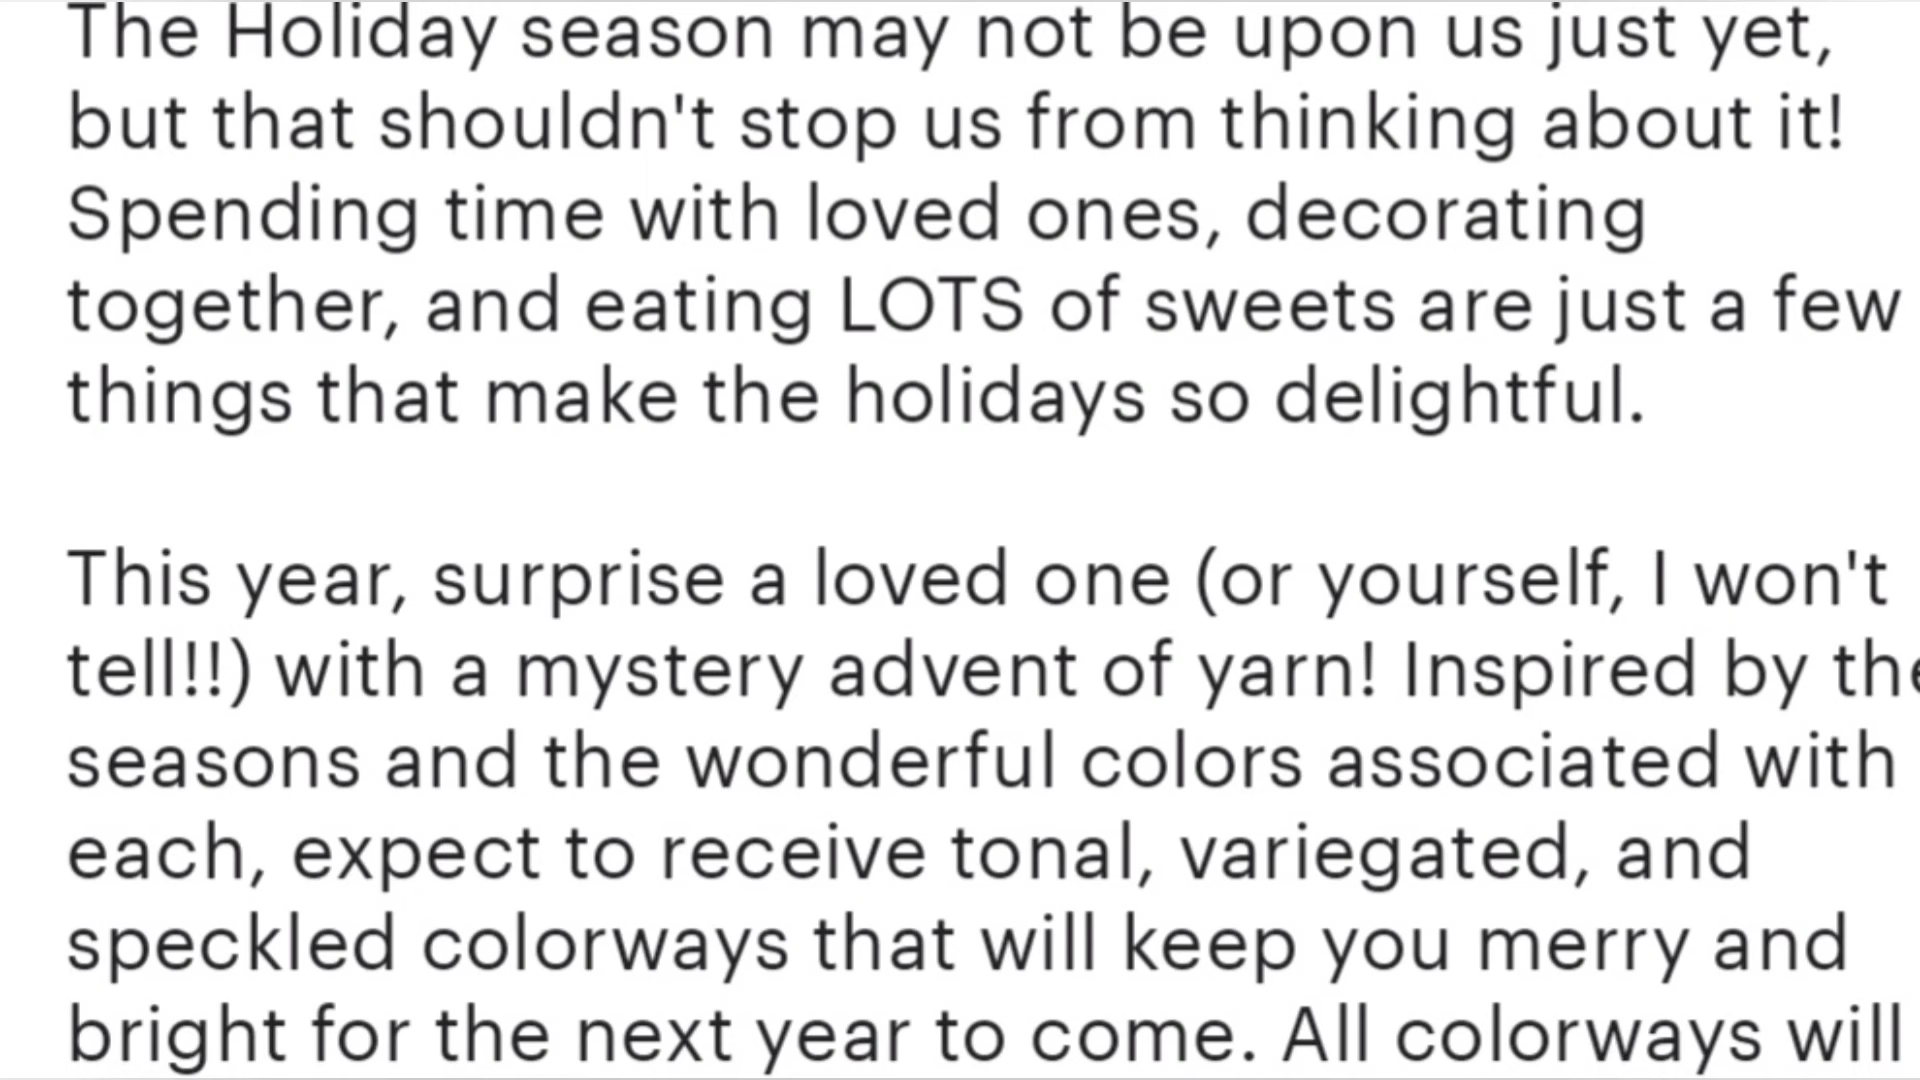 The Holiday season may not be upon us just yet,
but that shouldn't stop us from thinking about it!
Spending time with loved ones, decorating
together, and eating LOTS of sweets are just a few
things that make the holidays so delightful.
This year, surprise a loved one (or yourself, I won't
tell!!) with a mystery advent of yarn! Inspired by the
seasons and the wonderful colors associated with
each, expect to receive tonal, variegated, and
speckled colorways that will keep you merry and
bright for the next year to come. All colorways will